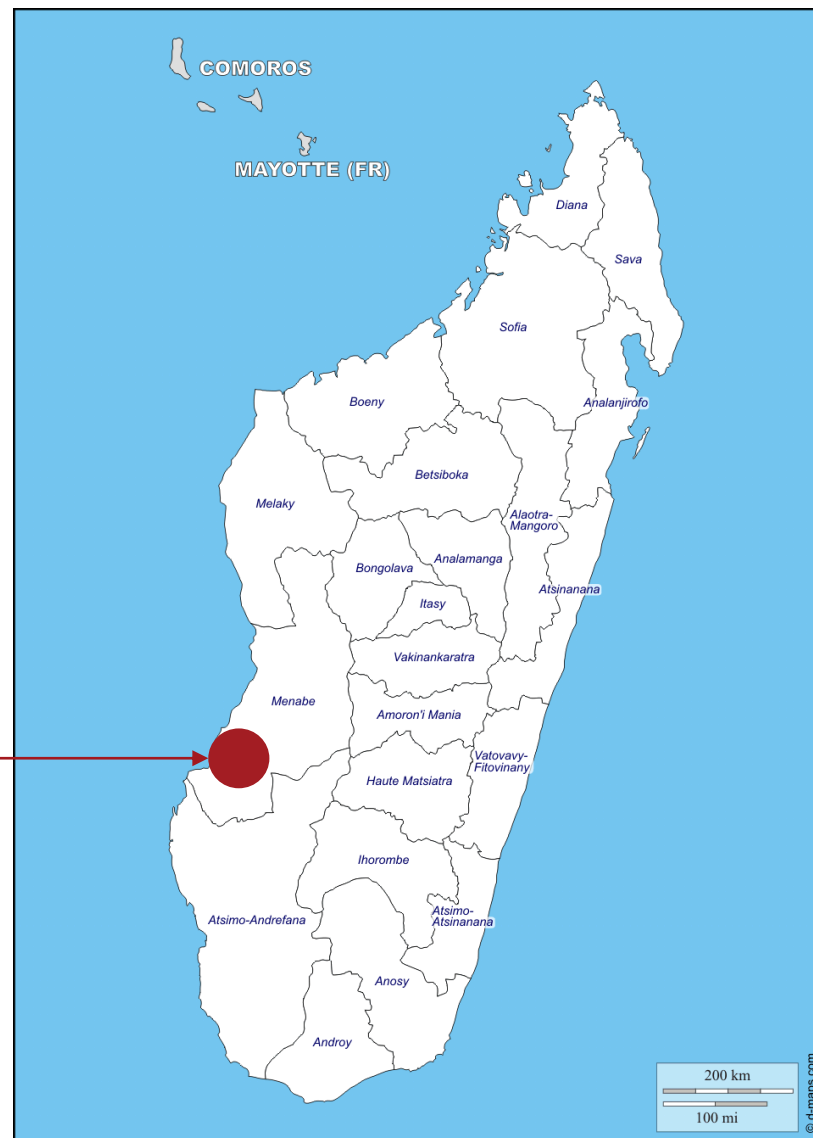 COMOROS
MAYOTTE (FR)
Diana
Sava
Sofia
Analanjirofo
Boeny
Betsiboka
Melaky
Alaotra-
Mangoro
Analamanga
Bongolava
Atsinanana
Itasy
Vakinankaratra
Menabe
Amoron'i Mania
Vatovavy-
Fitovinany
Haute Matsiatra
Ihorombe
Atsimo-Andrefana
Atsimo-
Atsinanana
Anosy
Androy
200 km
100 mi
© d-maps.com